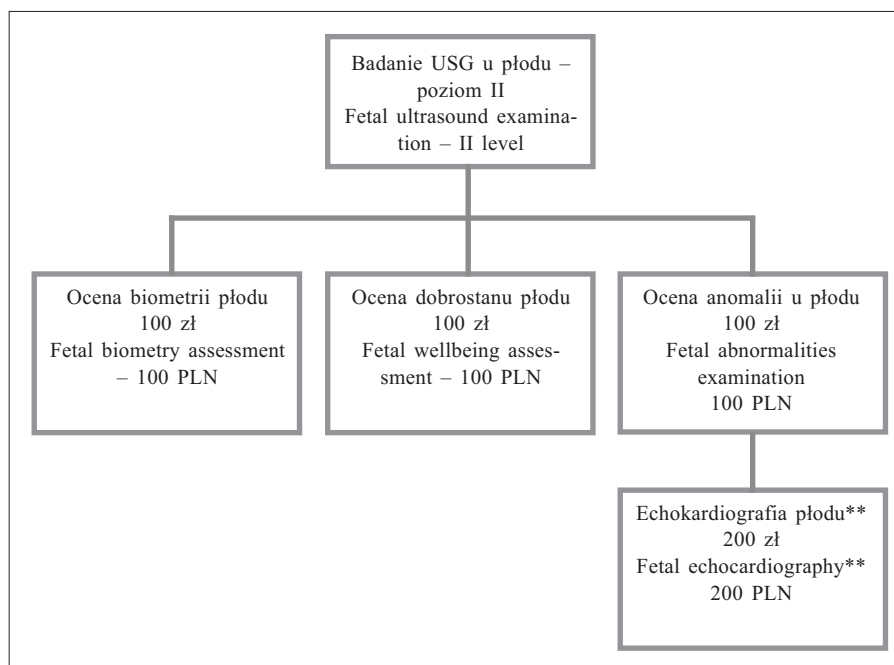 Badanie USG u płodu –
poziom II
Fetal ultrasound examina-
tion – II level
Ocena biometrii płodu
100 zł
Fetal biometry assessment
– 100 PLN
Ocena dobrostanu płodu
100 zł
Fetal wellbeing asses-
sment – 100 PLN
Ocena anomalii u płodu
100 zł
Fetal abnormalities
examination
100 PLN
Echokardiografia płodu**
200 zł
Fetal echocardiography**
200 PLN